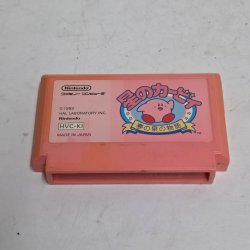 Nintendo
ファミリー コンピュータ
©1993
HAL LABORATORY INC.
Nintendo
HVC-KI
MADE IN JAPAN
星のカービィ
夢の泉の物語